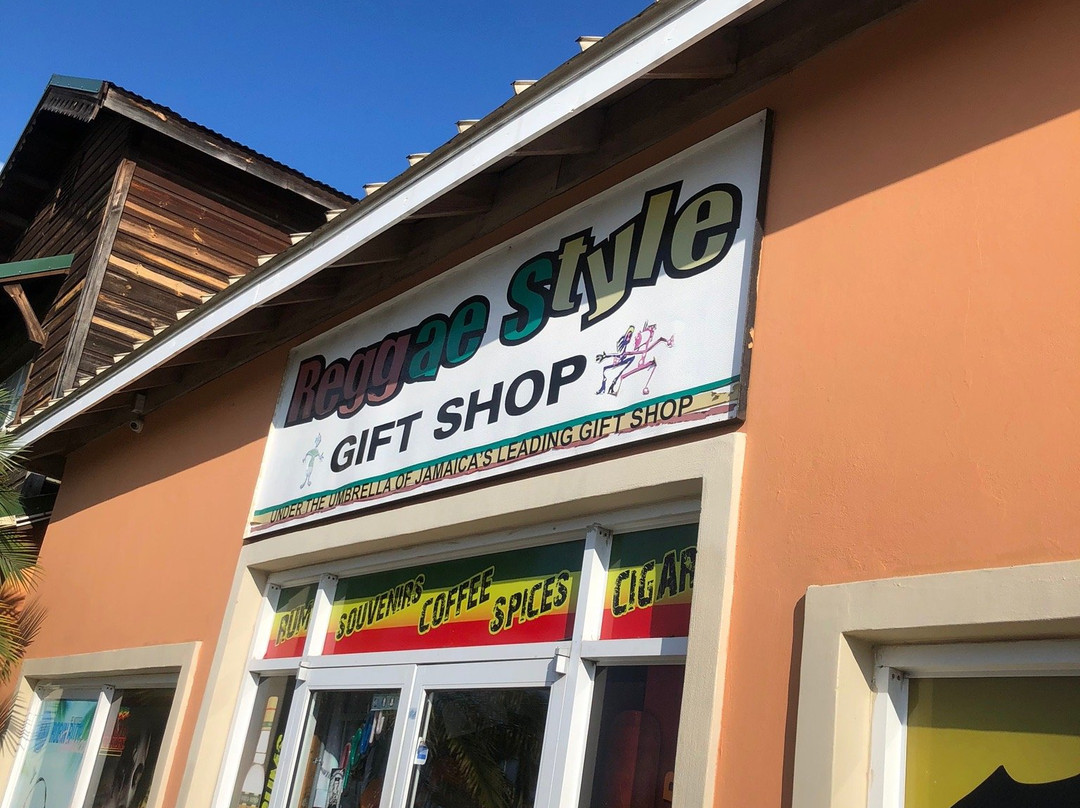 Reggae Style
GIFT SHOP
UNDER THE UMBRELLA OF JAMAICA'S LEADING GIFT SHOP
RUM SOUVENIRS COFFEE SPICES CIGAR